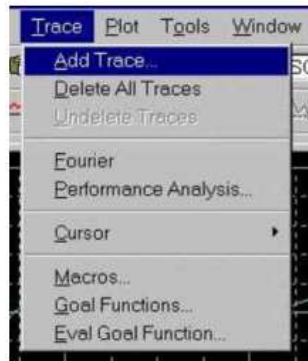 Trace Plot Tools Window
Add Trace...
Delete All Traces
Undelete Traces
Fourier
Performance Analysis...
Cursor
Macros...
Goal Functions...
Eval Goal Function...